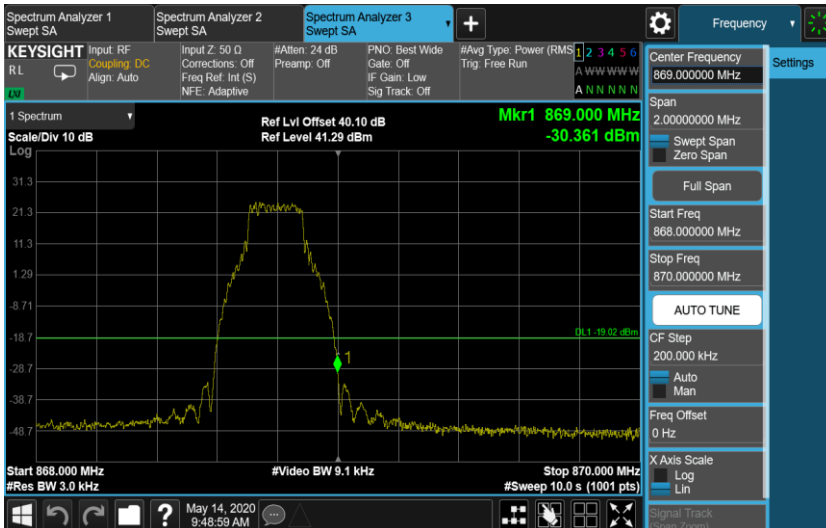 Spectrum Analyzer 1
Swept SA
Spectrum Analyzer 2
Swept SA
Spectrum Analyzer 3
Swept SA
Frequency
KEYSIGHT
RL
LXI
Input: RF
Coupling: DC
Align: Auto
Input Z: 50 Ω
Corrections: Off
Freq Ref: Int (S)
NFE: Adaptive
#Atten: 24 dB
Preamp: Off
PNO: Best Wide
Gate: Off
IF Gain: Low
Sig Track: Off
#Avg Type: Power (RMS
Trig: Free Run
1 2 3 4 5 6
A W W W W W
A N N N N N
1 Spectrum
Scale/Div 10 dB
Log
Ref Lvl Offset 40.10 dB
Ref Level 41.29 dBm
Mkr1 869.000 MHz
-30.361 dBm
31.3
21.3
11.3
1.29
-8.71
-18.7
-28.7
-38.7
-48.7
DL1 -19.02 dBm
1
Start 868.000 MHz
#Res BW 3.0 kHz
#Video BW 9.1 kHz
Stop 870.000 MHz
#Sweep 10.0 s (1001 pts)
May 14, 2020
9:48:59 AM
Center Frequency
869.000000 MHz
Span
2.00000000 MHz
Swept Span
Zero Span
Full Span
Start Freq
868.000000 MHz
Stop Freq
870.000000 MHz
AUTO TUNE
CF Step
200.000 kHz
Auto
Man
Freq Offset
0 Hz
X Axis Scale
Log
Lin
Signal Track
(Span Zoom)
Settings